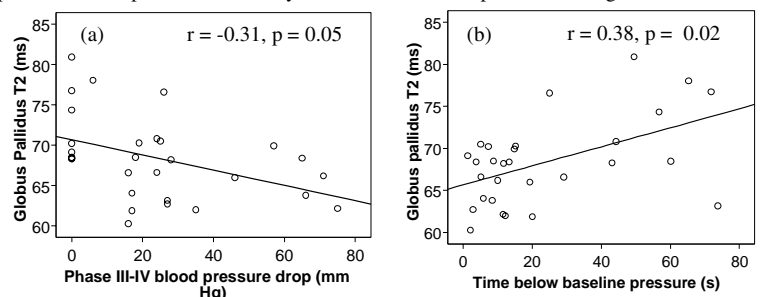 (a) r = -0.31, p = 0.05
Globus Pallidus T2 (ms)
85
80
75
70
65
60
0 20 40 60 80
Phase III-IV blood pressure drop (mm
Hg)
(b) r = 0.38, p = 0.02
Globus pallidus T2 (ms)
85
80
75
70
65
60
0 20 40 60 80
Time below baseline pressure (s)